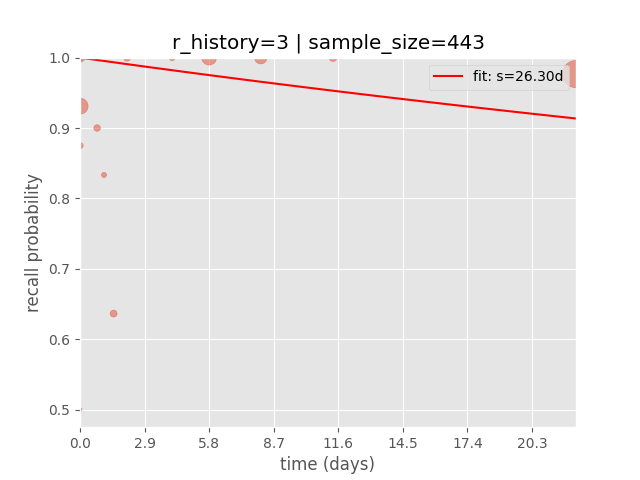 r_history=3 | sample_size=443
fit: s=26.30d
1.0
0.9
0.8
0.7
0.6
0.5
recall probability
0.0 2.9 5.8 8.7 11.6 14.5 17.4 20.3
time (days)